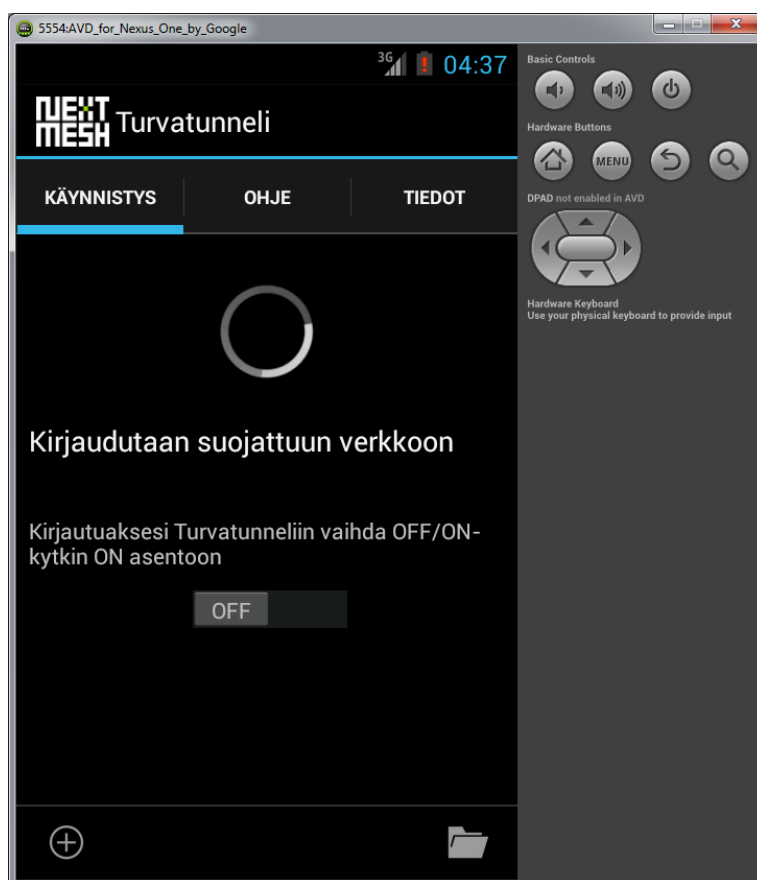 5554:AVD_for_Nexus_One_by_Google
3G 04:37
NEXT
MESH
Turvatunneli
KÄYNNISTYS OHJE TIEDOT
Kirjaudutaan suojattuun verkkoon
Kirjautuaksesi Turvatunneliin vaihda OFF/ON-
kytkin ON asentoon
OFF
Basic Controls
Hardware Buttons
MENU
DPAD not enabled in AVD
Hardware Keyboard
Use your physical keyboard to provide input